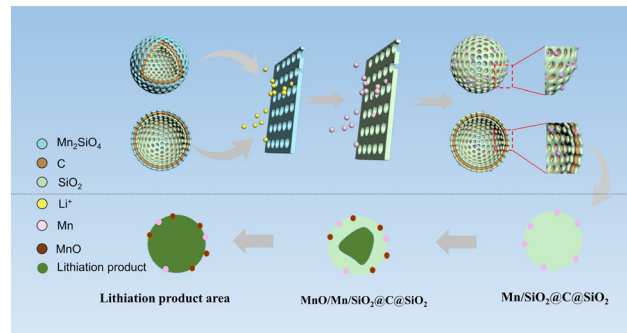 Mn₂SiO₄
C
SiO₂
Li⁺
Mn
MnO
Lithiation product
Lithiation product area
MnO/Mn/SiO₂@C@SiO₂
Mn/SiO₂@C@SiO₂